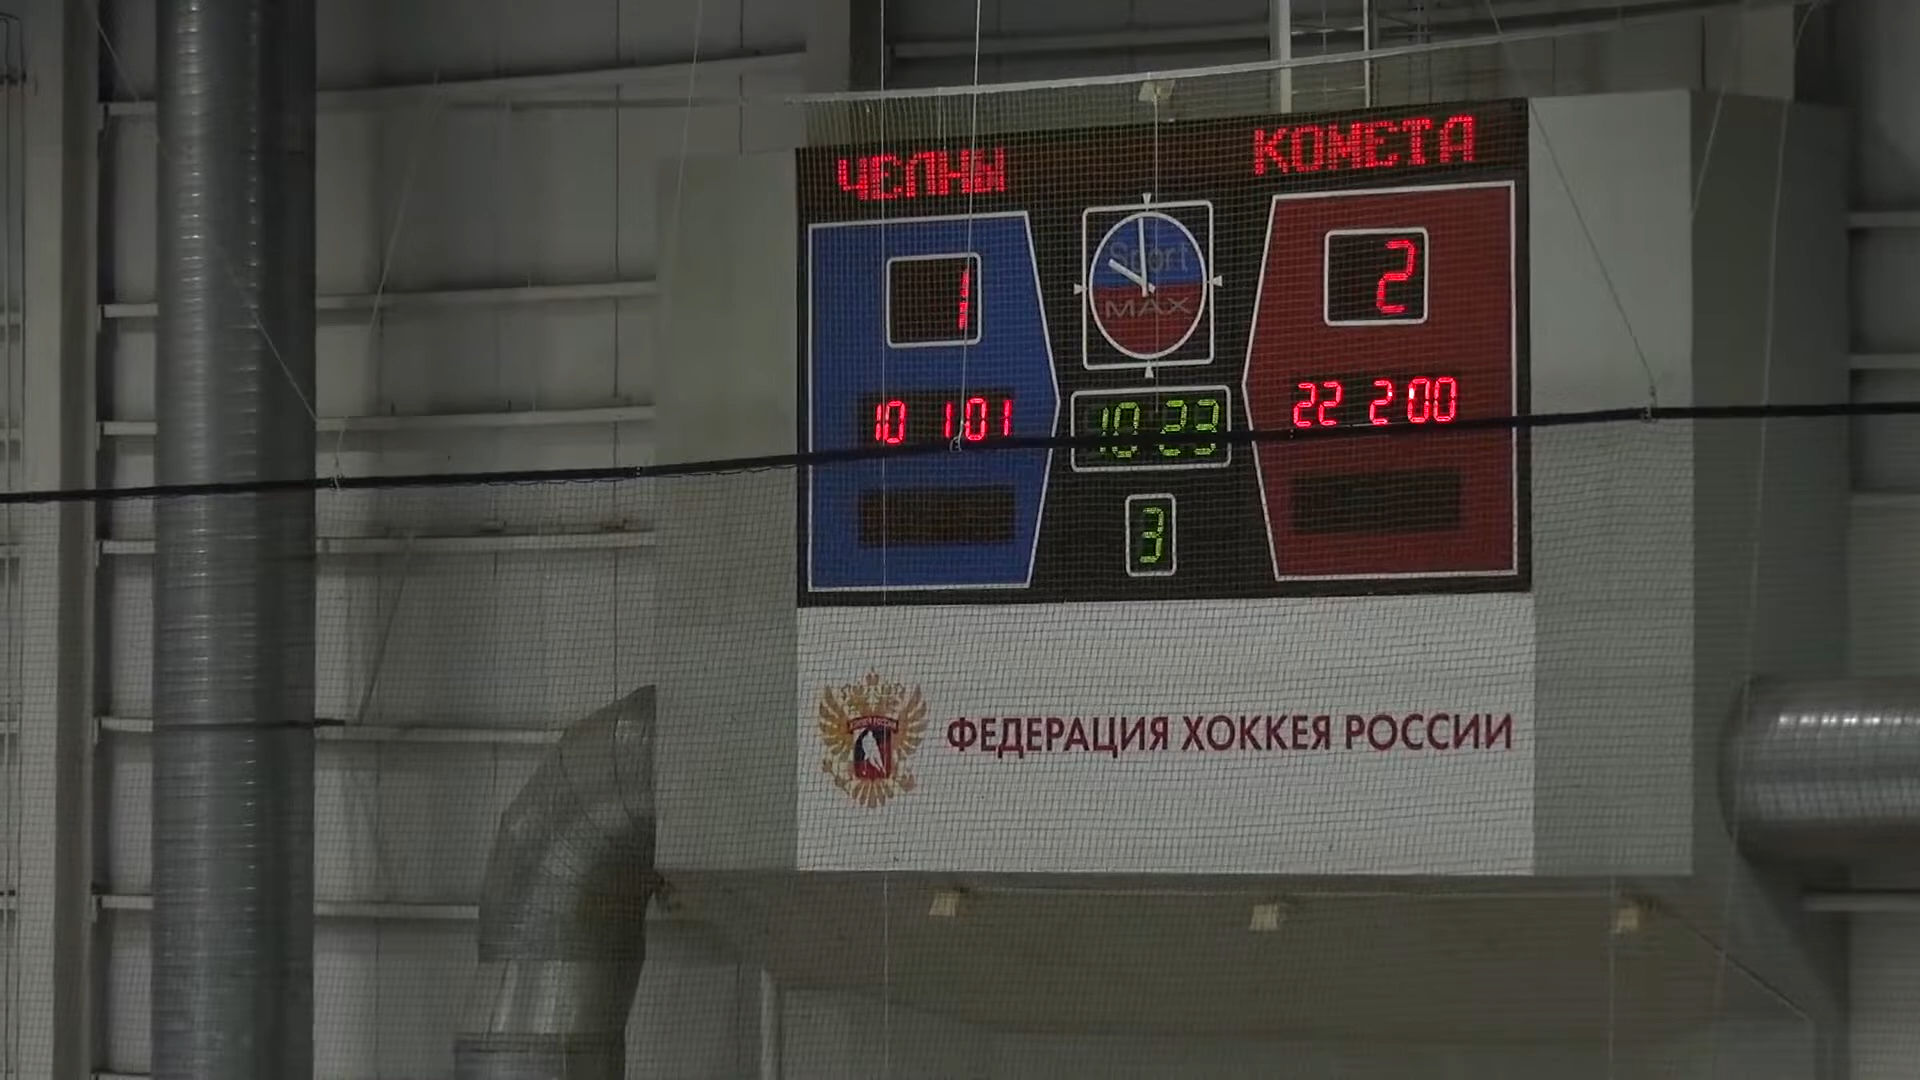 ЧЕЛНЫ КОМЕТА
Sport
MAX
1 2
10 1 01 10 23 22 2 00
3
ФЕДЕРАЦИЯ ХОККЕЯ РОССИИ